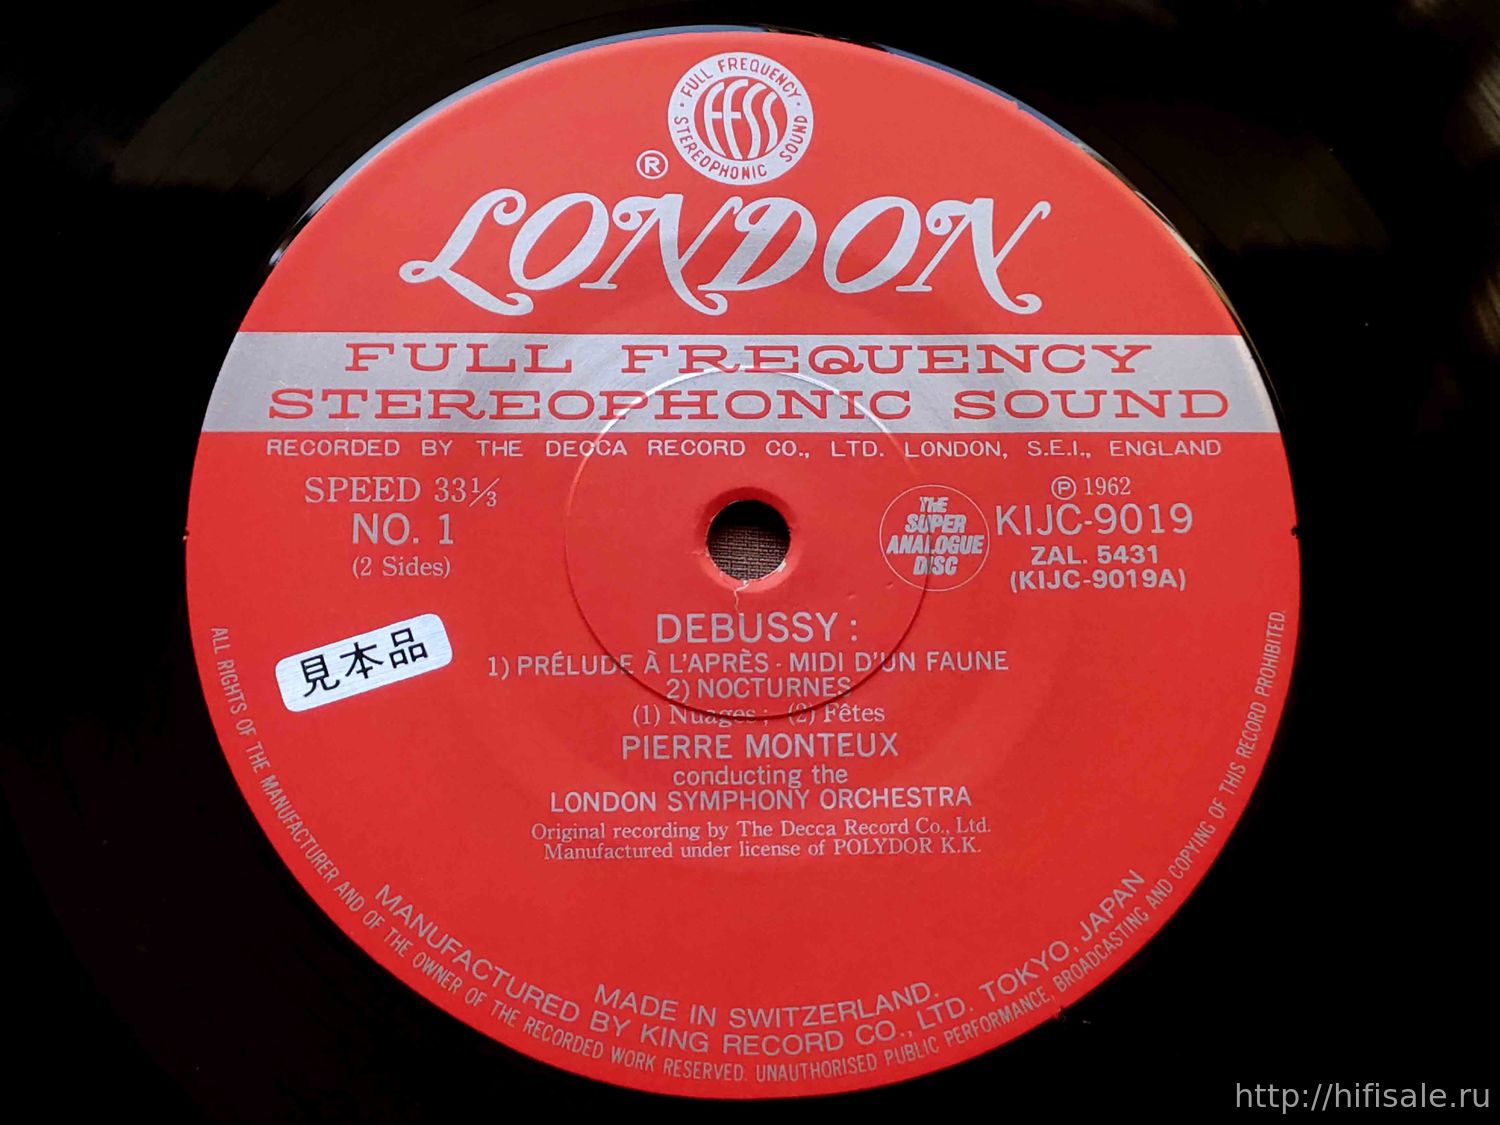 FULL FREQUENCY
STEREOPHONIC SOUND
FFSS
®
LONDON
FULL FREQUENCY
STEREOPHONIC SOUND
RECORDED BY THE DECCA RECORD CO., LTD. LONDON, S.E.I., ENGLAND
SPEED 33⅓
NO. 1
(2 Sides)
THE
SUPER
ANALOGUE
DISC
℗ 1962
KIJC-9019
ZAL. 5431
(KIJC-9019A)
見本品
DEBUSSY :
1) PRÉLUDE À L'APRÈS - MIDI D'UN FAUNE
2) NOCTURNES
(1) Nuages ; (2) Fêtes
PIERRE MONTEUX
conducting the
LONDON SYMPHONY ORCHESTRA
Original recording by The Decca Record Co., Ltd.
Manufactured under license of POLYDOR K.K.
MADE IN SWITZERLAND.
MANUFACTURED BY KING RECORD CO., LTD. TOKYO, JAPAN
ALL RIGHTS OF THE MANUFACTURER AND OF THE OWNER OF THE RECORDED WORK RESERVED. UNAUTHORISED PUBLIC PERFORMANCE, BROADCASTING AND COPYING OF THIS RECORD PROHIBITED.
http://hifisale.ru